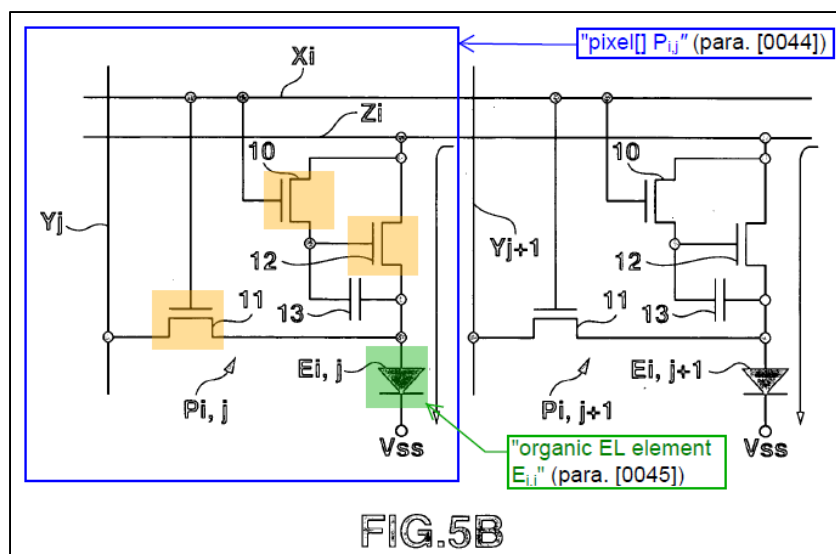 "pixel[] Pi,j" (para. [0044])
Xi
Zi
10
10
Yj
Yj+1
12
12
11
13
11
13
Ei, j
Ei, j+1
Pi, j
Pi, j+1
Vss
Vss
"organic EL element
Ei,j" (para. [0045])
FIG.5B